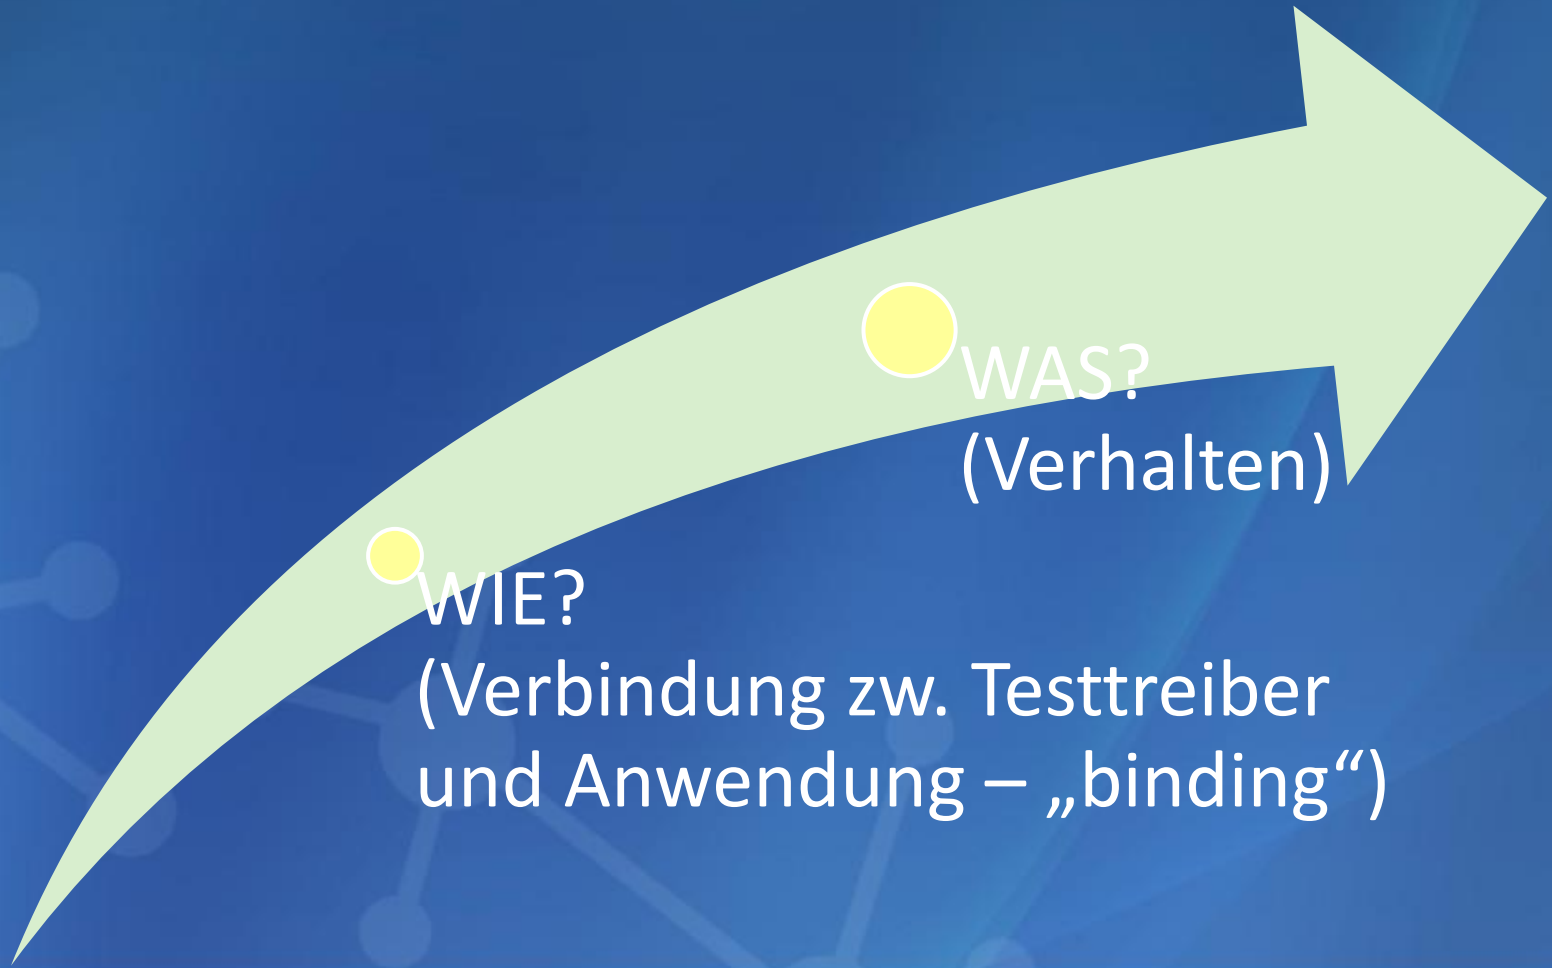 WAS?
(Verhalten)
WIE?
(Verbindung zw. Testtreiber
und Anwendung – „binding“)